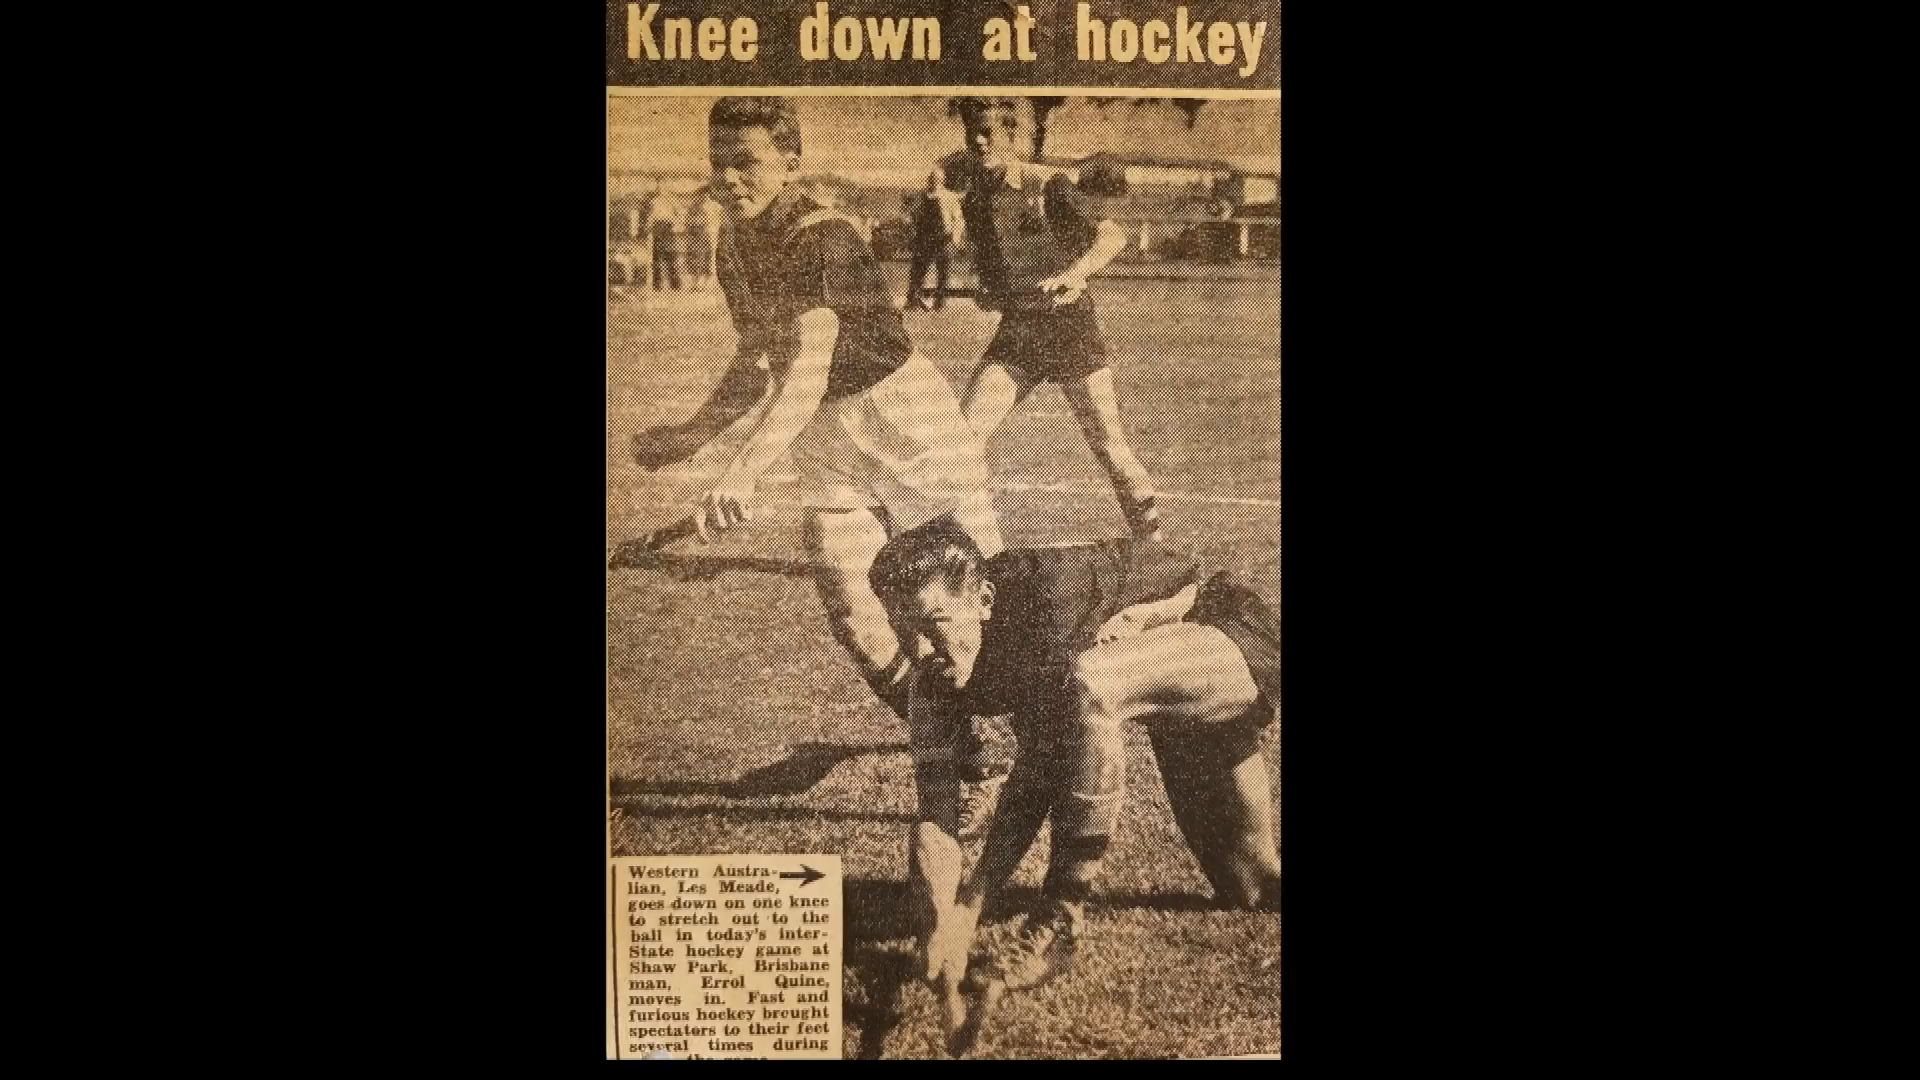 Knee down at hockey
Western Austra-
lian, Les Meade,
goes down on one knee
to stretch out to the
ball in today's inter-
State hockey game at
Shaw Park, Brisbane
man, Errol Quine,
moves in. Fast and
furious hockey brought
spectators to their feet
several times during
the game